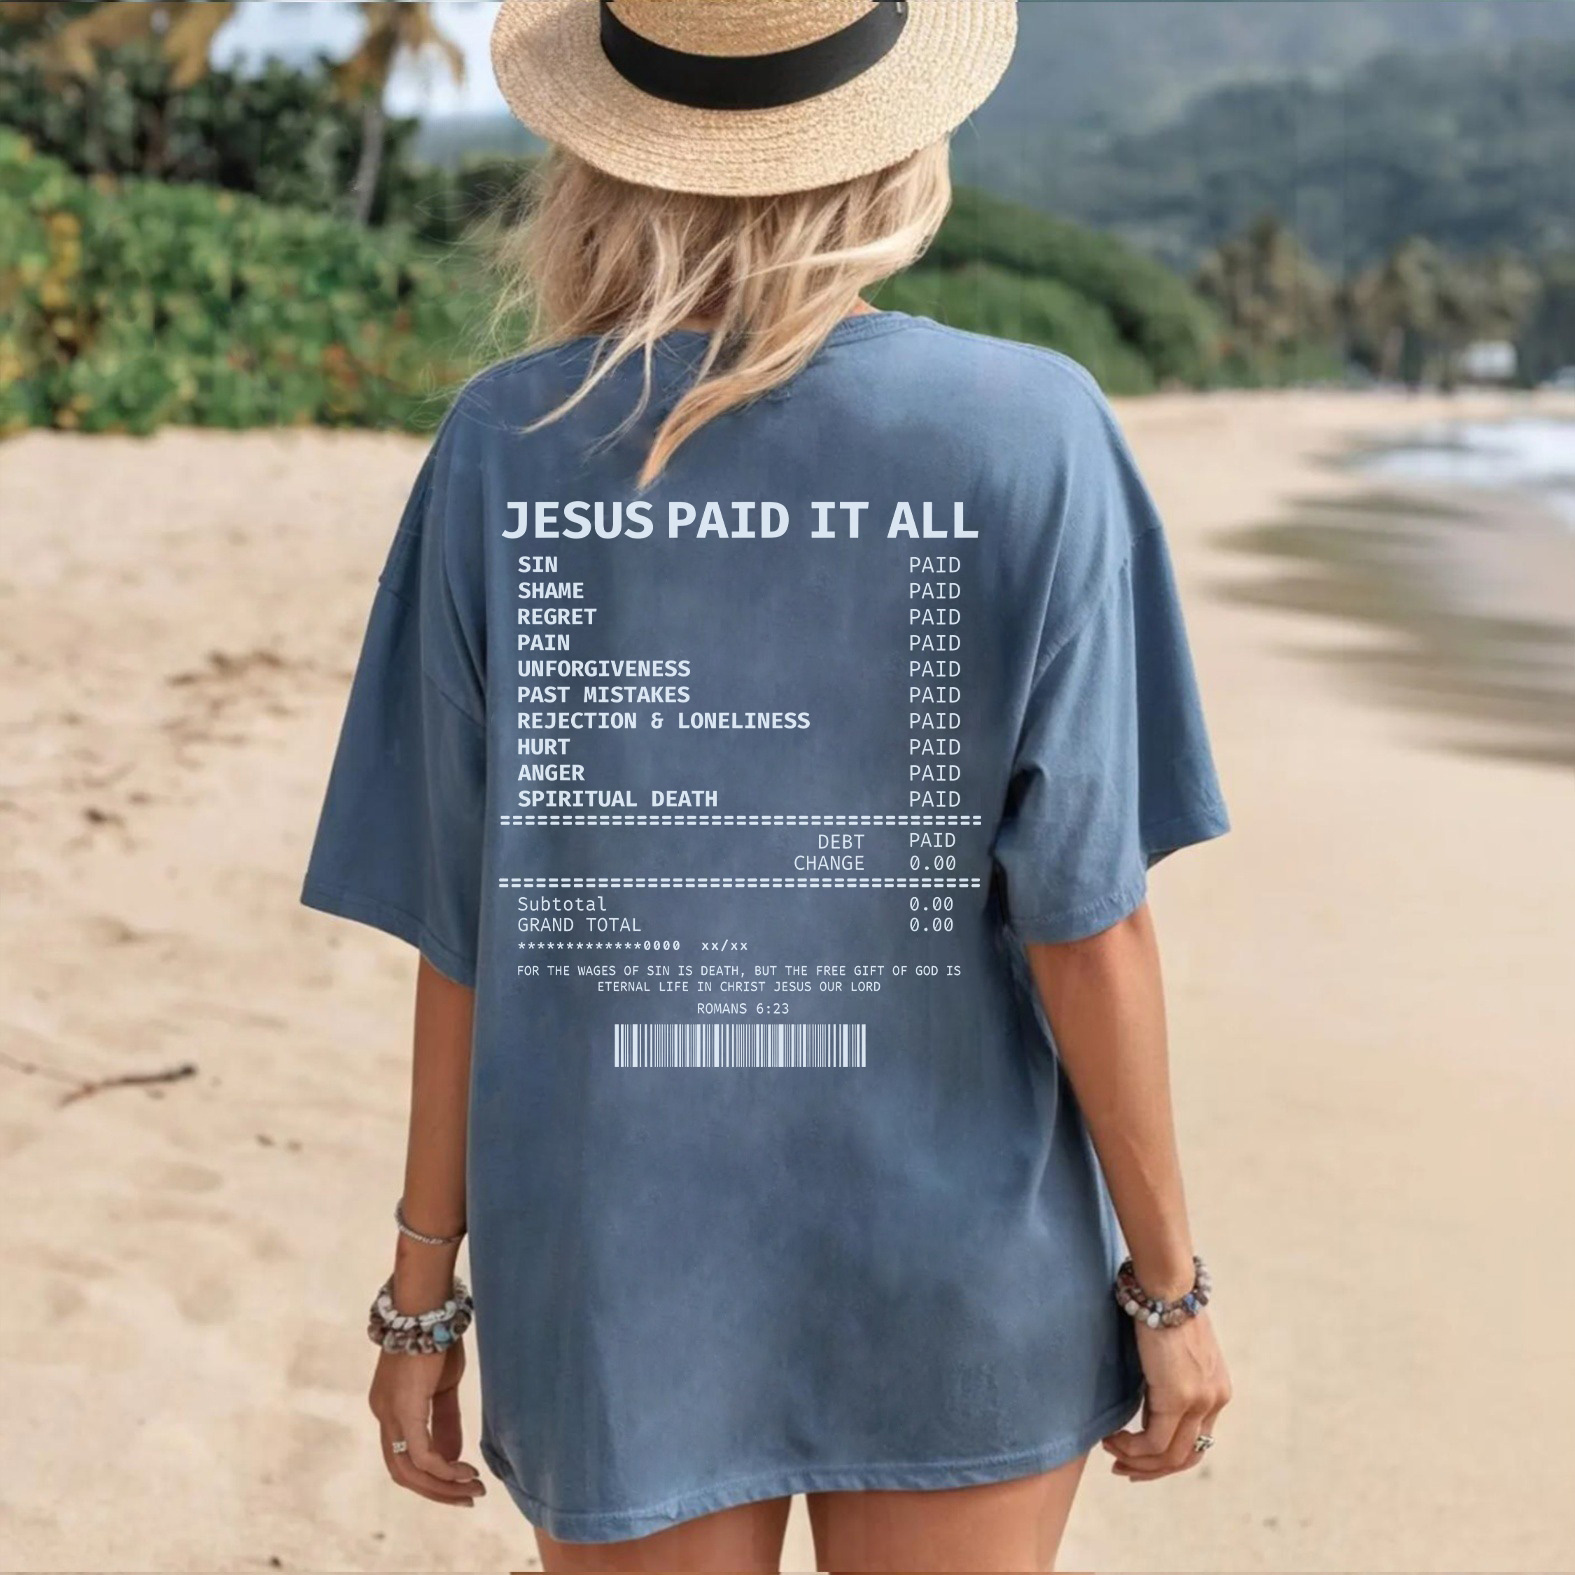 JESUS PAID IT ALL
SIN PAID
SHAME PAID
REGRET PAID
PAIN PAID
UNFORGIVENESS PAID
PAST MISTAKES PAID
REJECTION & LONELINESS PAID
HURT PAID
ANGER PAID
SPIRITUAL DEATH PAID
========================================
DEBT PAID
CHANGE 0.00
========================================
Subtotal 0.00
GRAND TOTAL 0.00
*************0000 xx/xx
FOR THE WAGES OF SIN IS DEATH, BUT THE FREE GIFT OF GOD IS
ETERNAL LIFE IN CHRIST JESUS OUR LORD
ROMANS 6:23